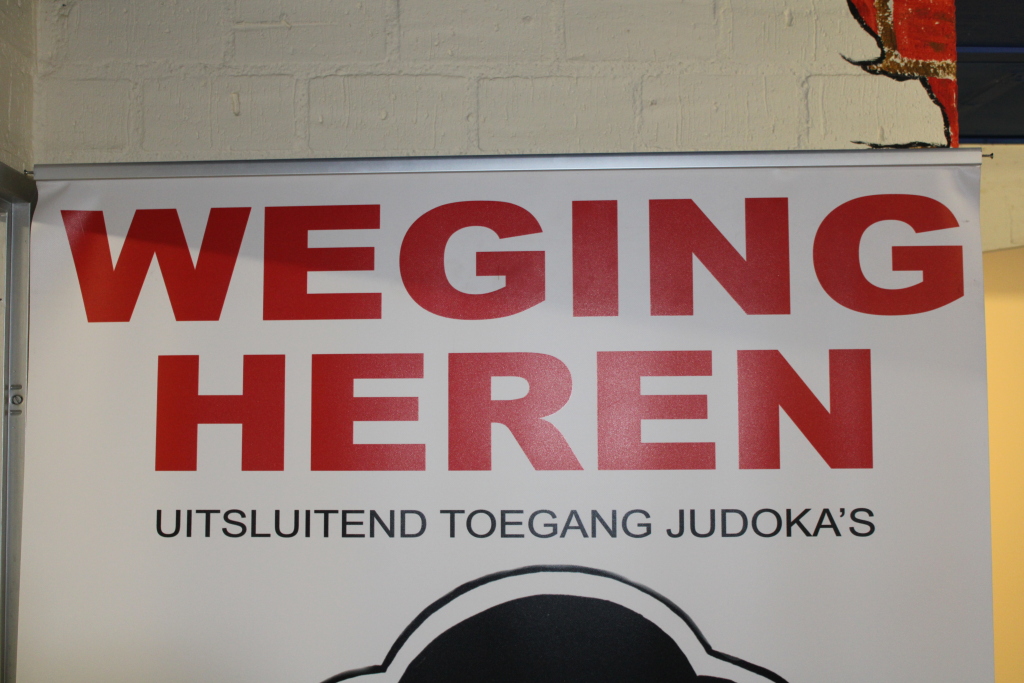 WEGING
HEREN
UITSLUITEND TOEGANG JUDOKA'S